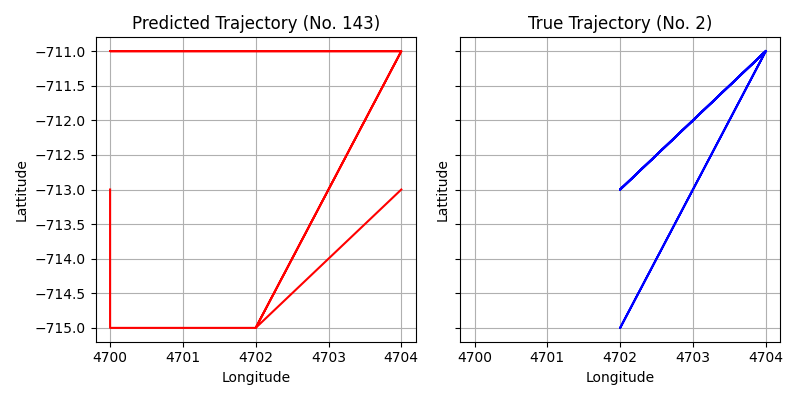 Predicted Trajectory (No. 143)
True Trajectory (No. 2)
−711.0
−711.5
−712.0
−712.5
−713.0
−713.5
−714.0
−714.5
−715.0
Lattitude
Lattitude
4700 4701 4702 4703 4704
4700 4701 4702 4703 4704
Longitude
Longitude